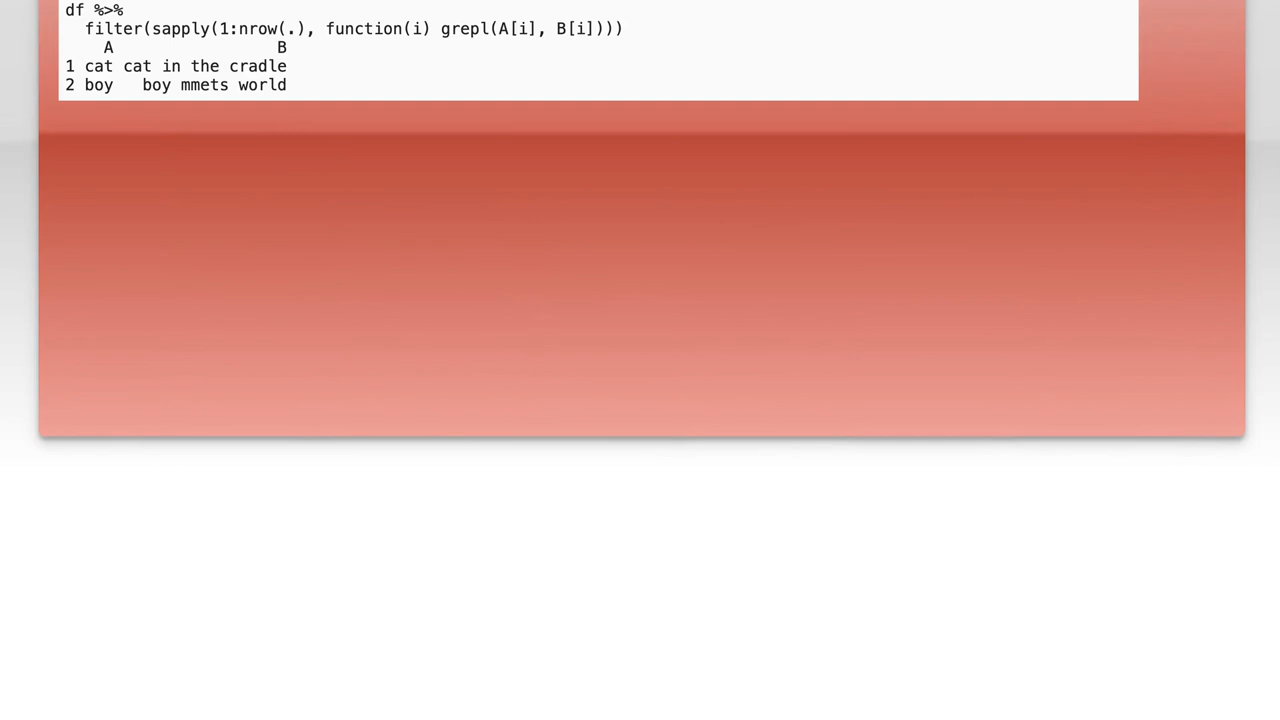 df %>%
  filter(sapply(1:nrow(.), function(i) grepl(A[i], B[i])))
    A                 B
1 cat cat in the cradle
2 boy   boy mmets world